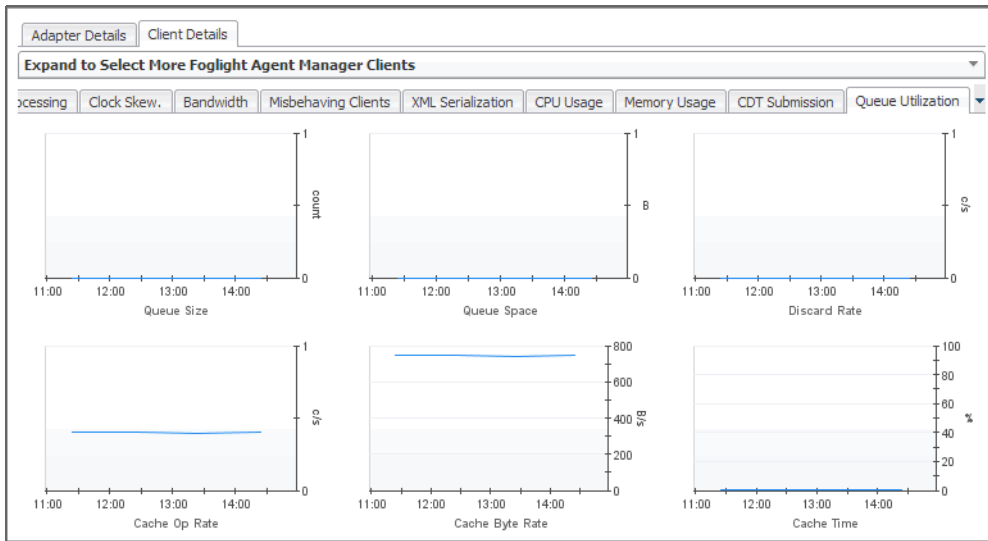 Adapter Details Client Details
Expand to Select More Foglight Agent Manager Clients
ocessing Clock Skew. Bandwidth Misbehaving Clients XML Serialization CPU Usage Memory Usage CDT Submission Queue Utilization
1
count
0
11:00 12:00 13:00 14:00
Queue Size
1
B
0
11:00 12:00 13:00 14:00
Queue Space
1
c/s
0
11:00 12:00 13:00 14:00
Discard Rate
1
c/s
0
11:00 12:00 13:00 14:00
Cache Op Rate
800
600
400
200
0
B/s
11:00 12:00 13:00 14:00
Cache Byte Rate
100
80
60
40
20
0
%
11:00 12:00 13:00 14:00
Cache Time